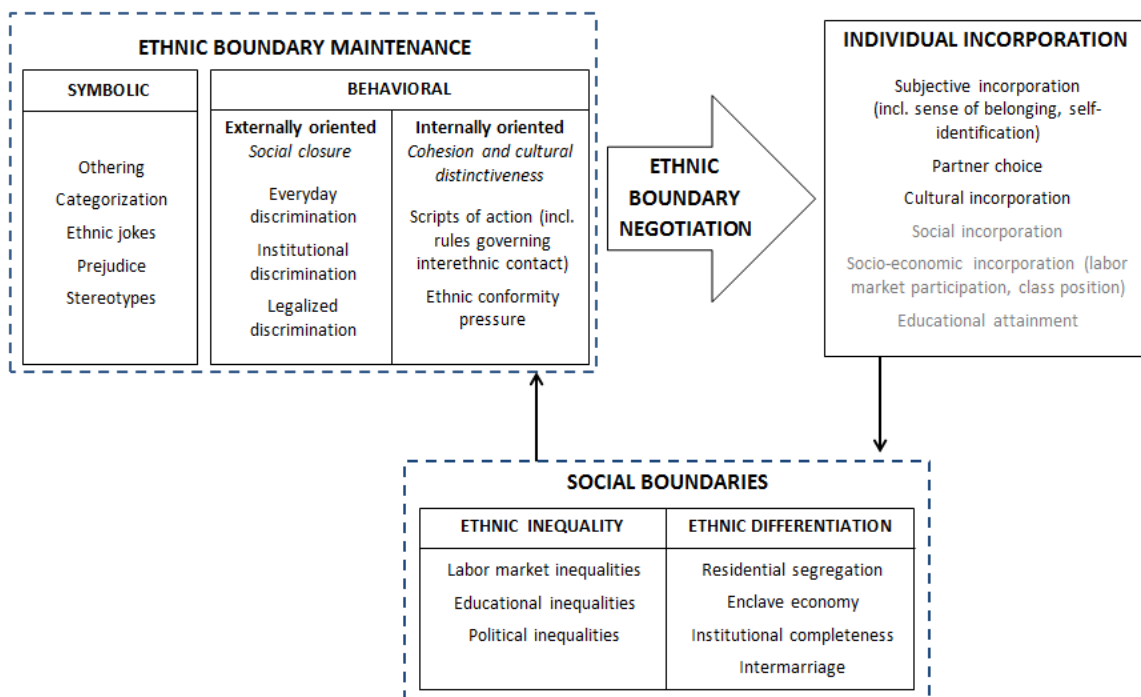 ETHNIC BOUNDARY MAINTENANCE
SYMBOLIC
Othering
Categorization
Ethnic jokes
Prejudice
Stereotypes
BEHAVIORAL
Externally oriented
Social closure
Everyday
discrimination
Institutional
discrimination
Legalized
discrimination
Internally oriented
Cohesion and cultural
distinctiveness
Scripts of action (incl.
rules governing
interethnic contact)
Ethnic conformity
pressure
ETHNIC
BOUNDARY
NEGOTIATION
INDIVIDUAL INCORPORATION
Subjective incorporation
(incl. sense of belonging, self-
identification)
Partner choice
Cultural incorporation
Social incorporation
Socio-economic incorporation (labor
market participation, class position)
Educational attainment
SOCIAL BOUNDARIES
ETHNIC INEQUALITY
Labor market inequalities
Educational inequalities
Political inequalities
ETHNIC DIFFERENTIATION
Residential segregation
Enclave economy
Institutional completeness
Intermarriage